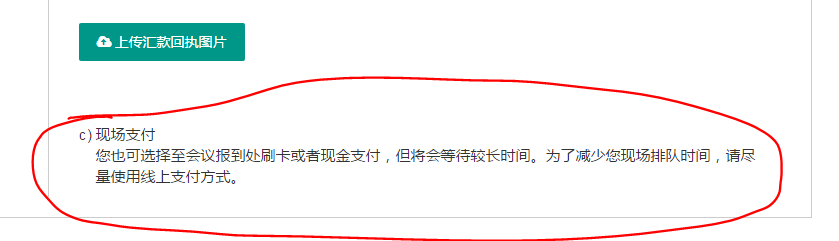 上传汇款回执图片
c) 现场支付
您也可选择至会议报到处刷卡或者现金支付，但将会等待较长时间。为了减少您现场排队时间，请尽
量使用线上支付方式。